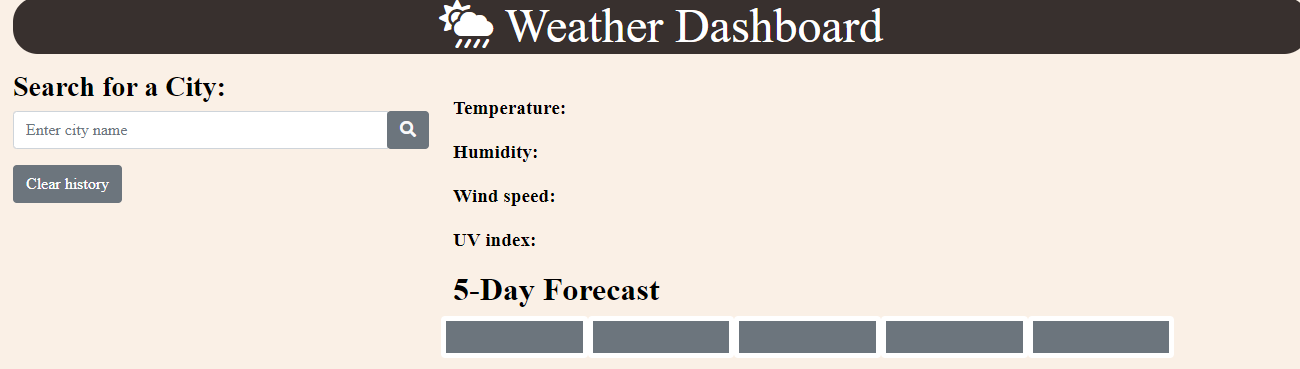 Weather Dashboard
Search for a City:
Enter city name
Clear history
Temperature:
Humidity:
Wind speed:
UV index:
5-Day Forecast